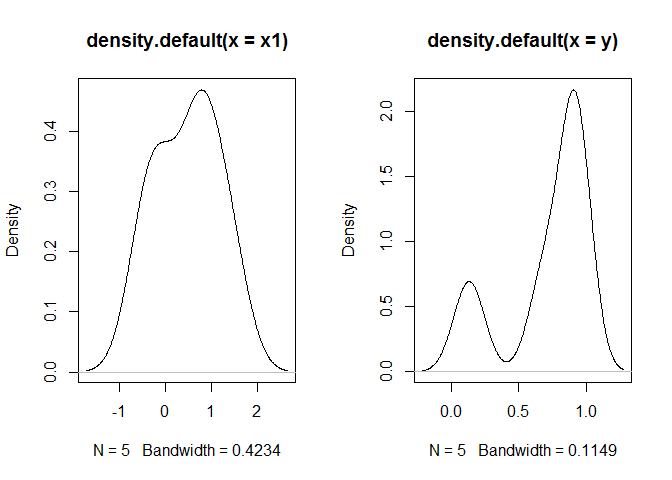 density.default(x = x1)
Density
0.0 0.1 0.2 0.3 0.4
-1 0 1 2
N = 5 Bandwidth = 0.4234
density.default(x = y)
Density
0.0 0.5 1.0 1.5 2.0
0.0 0.5 1.0
N = 5 Bandwidth = 0.1149